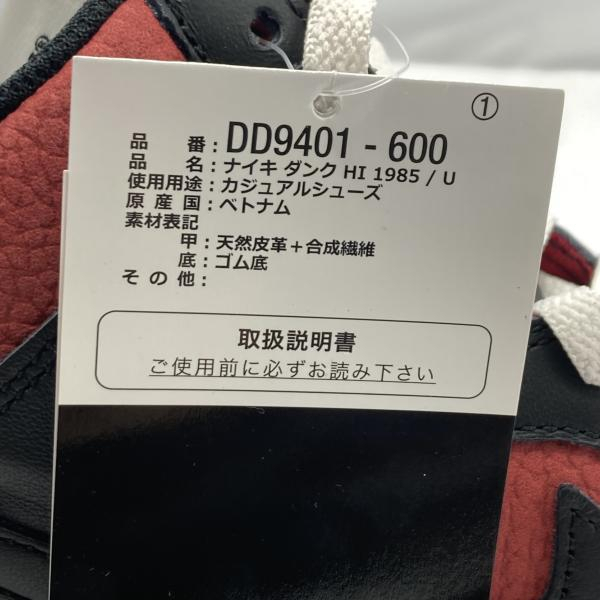 ①
品番:DD9401 - 600
品名:ナイキ ダンク HI 1985 / U
使用用途:カジュアルシューズ
原産国:ベトナム
素材表記
甲:天然皮革+合成繊維
底:ゴム底
その他:
取扱説明書
ご使用前に必ずお読み下さい